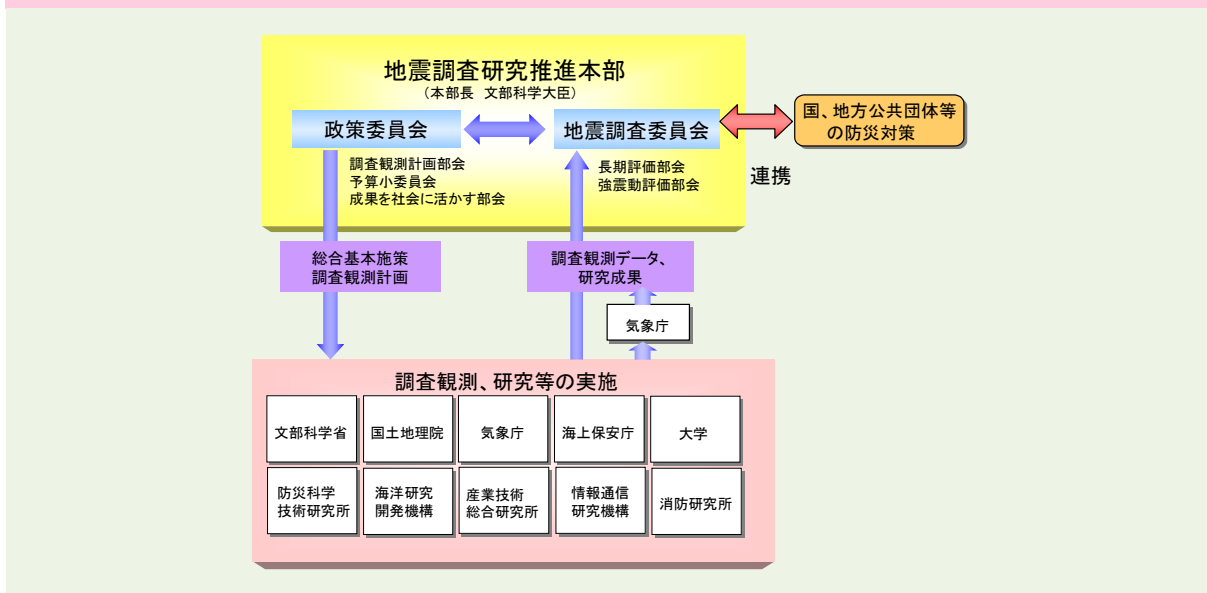 地震調査研究推進本部
(本部長 文部科学大臣)
政策委員会
地震調査委員会
国、地方公共団体等
の防災対策
連携
調査観測計画部会
予算小委員会
成果を社会に活かす部会
長期評価部会
強震動評価部会
総合基本施策
調査観測計画
調査観測データ、
研究成果
気象庁
調査観測、研究等の実施
文部科学省
国土地理院
気象庁
海上保安庁
大学
防災科学
技術研究所
海洋研究
開発機構
産業技術
総合研究所
情報通信
研究機構
消防研究所